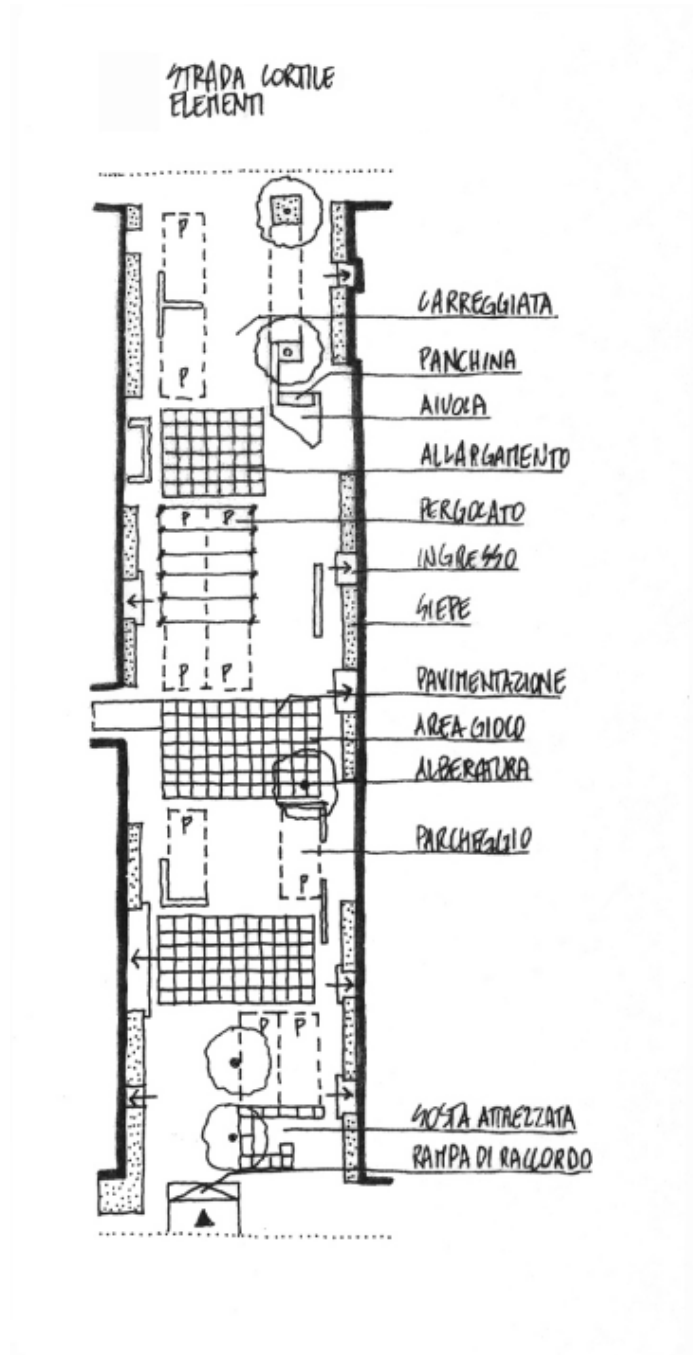 STRADA CORTILE
ELEMENTI
P
P
CARREGGIATA
PANCHINA
AIUOLA
ALLARGAMENTO
P P
PERGOLATO
INGRESSO
SIEPE
P P
PAVIMENTAZIONE
AREA GIOCO
ALBERATURA
P
PARCHEGGIO
P
P P
SOSTA ATTREZZATA
RAMPA DI RACCORDO